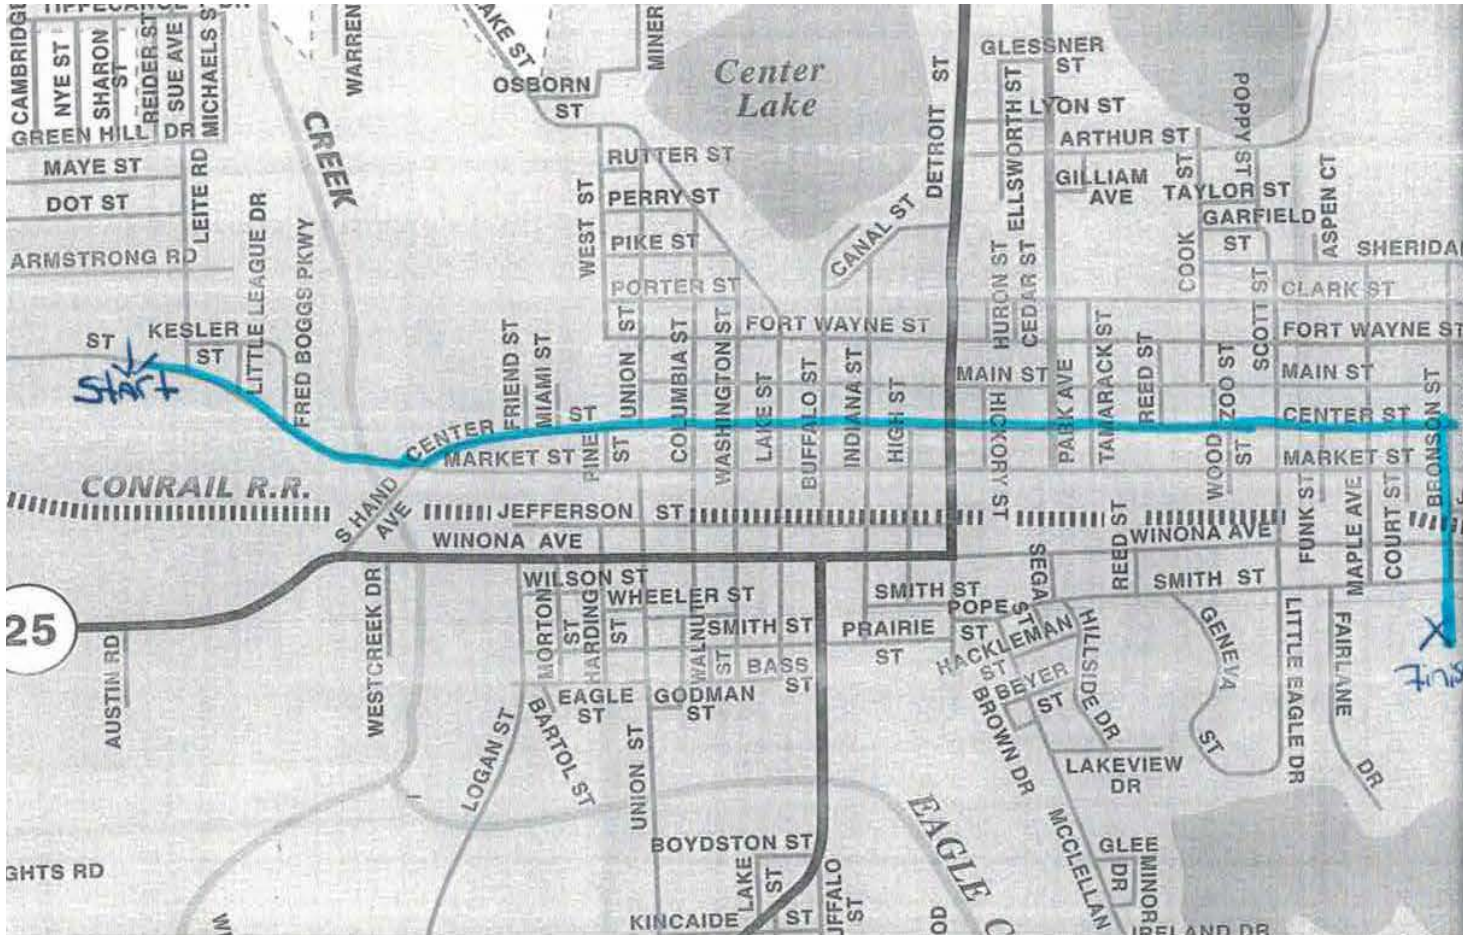 CAMBRIDGE
NYE ST
SHARON
ST
REIDER ST
SUE AVE
MICHAELS S
GREEN HILL DR
MAYE ST
DOT ST
ARMSTRONG RD
LEITE RD
LITTLE LEAGUE DR
FRED BOGGS PKWY
CREEK
WARREN
LAKE ST
OSBORN
ST
MINER
Center
Lake
DETROIT ST
GLESSNER
ST
LYON ST
ARTHUR ST
ELLSWORTH ST
GILLIAM
AVE
POPPY ST
TAYLOR ST
GARFIELD
ST
COOK ST
ASPEN CT
SHERIDA
RUTTER ST
PERRY ST
PIKE ST
PORTER ST
WEST ST
CANAL ST
HURON ST
CEDAR ST
SCOTT ST
CLARK ST
FORT WAYNE ST
FORT WAYNE ST
ST
KESLER
ST
Start
FRIEND ST
MIAMI ST
PINE
ST
UNION ST
ST
COLUMBIA ST
WASHINGTON ST
LAKE ST
BUFFALO ST
INDIANA ST
HIGH ST
MAIN ST
HICKORY ST
PARK AVE
TAMARACK ST
REED ST
WOOD
ZOO ST
ST
MAIN ST
CENTER ST
MARKET ST
BRONSON ST
CENTER
MARKET ST
CONRAIL R.R.
S HAND
AVE
JEFFERSON ST
WINONA AVE
WINONA AVE
REED ST
FUNK ST
MAPLE AVE
COURT ST
25
AUSTIN RD
WESTCREEK DR
WILSON ST
WHEELER ST
MORTON
ST
HARDING
ST
WALNUT
ST
SMITH ST
BASS
ST
SMITH ST
PRAIRIE
ST
POPE
ST
SEGA
ST
HACKLEMAN
ST
BEYER
ST
HILLSIDE DR
SMITH ST
GENEVA
ST
LITTLE EAGLE DR
FAIRLANE
DR
X
Finis
EAGLE
ST
GODMAN
ST
LOGAN ST
BARTOL ST
UNION ST
BROWN DR
LAKEVIEW
DR
BOYDSTON ST
LAKE
ST
KINCAIDE
ST
UFFALO
ST
EAGLE C
OD
MCCLELLAN
GLEE
DR
MINOR
IRELAND DR
GHTS RD